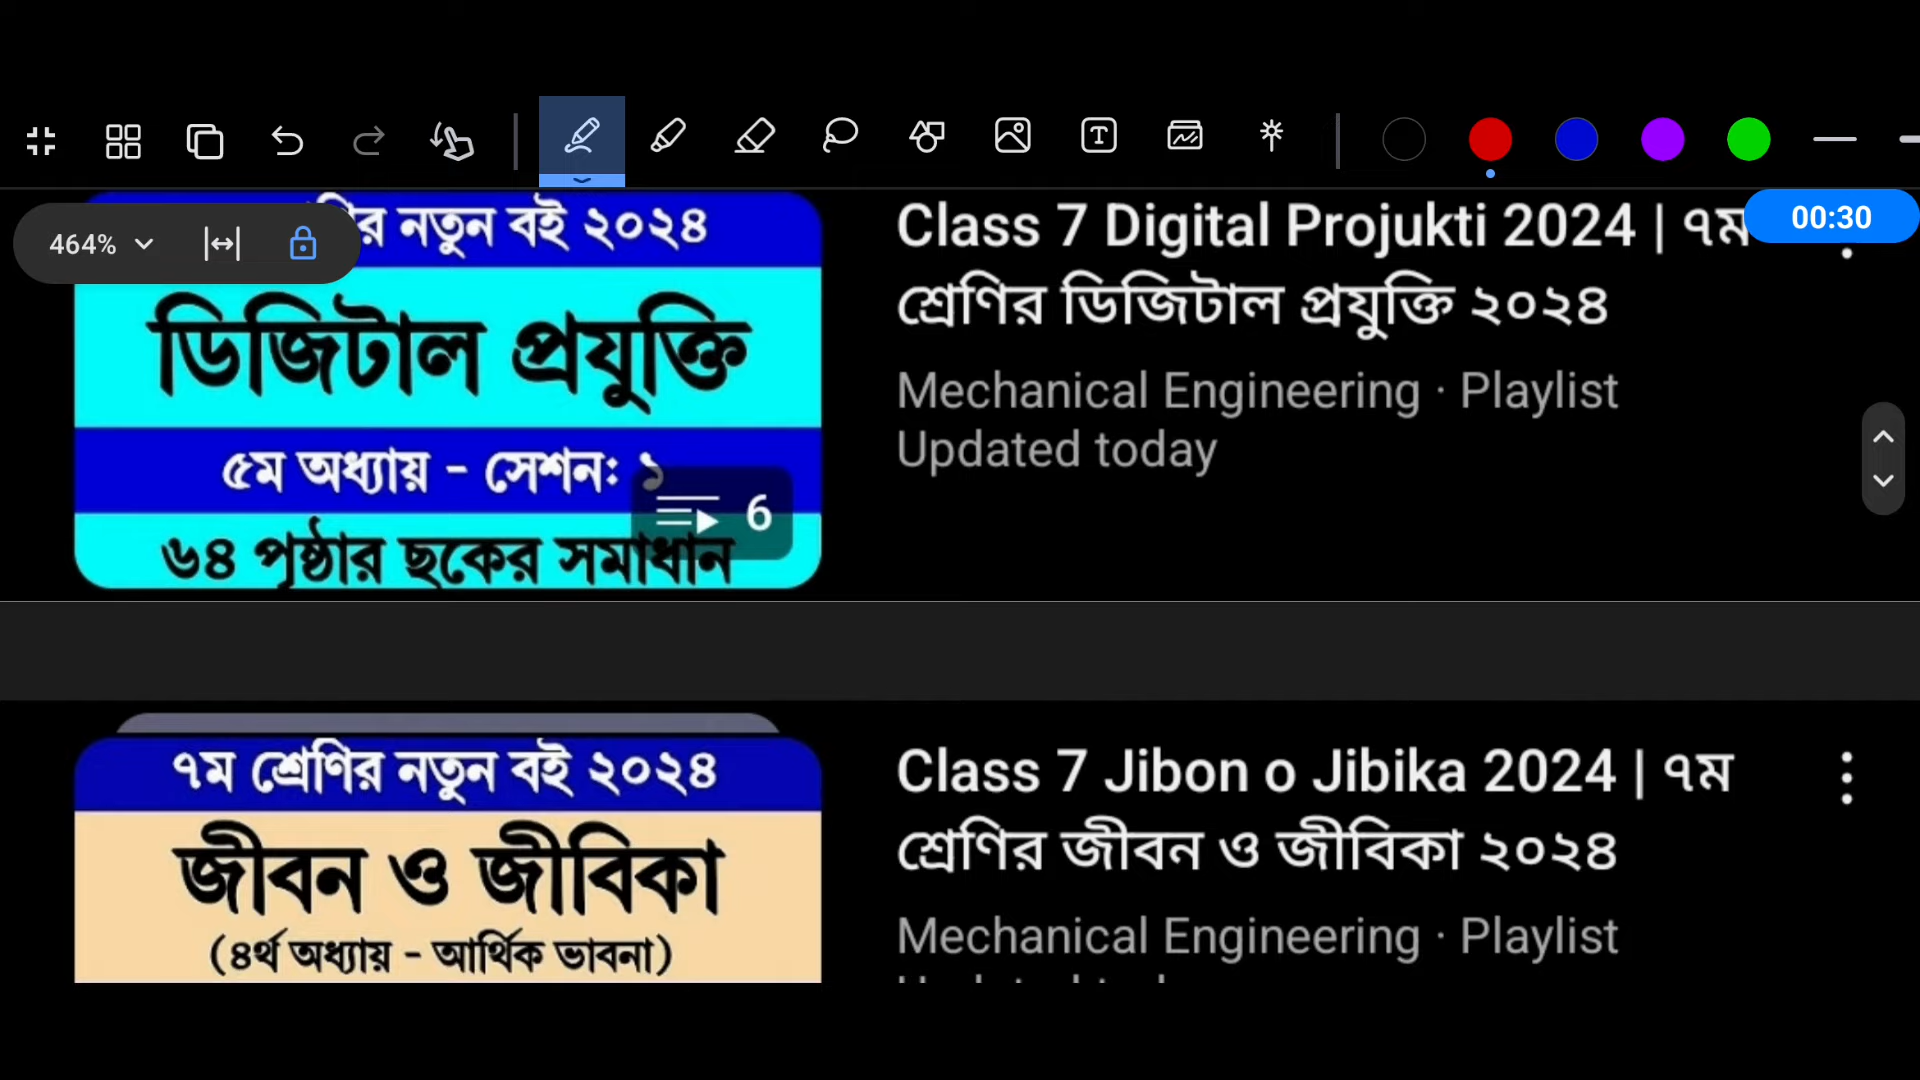 464%
00:30
র নতুন বই ২০২৪
ডিজিটাল প্রযুক্তি
৫ম অধ্যায় - সেশনঃ ১
6
৬৪ পৃষ্ঠার ছকের সমাধান
Class 7 Digital Projukti 2024 | ৭ম
শ্রেণির ডিজিটাল প্রযুক্তি ২০২৪
Mechanical Engineering · Playlist
Updated today
৭ম শ্রেণির নতুন বই ২০২৪
জীবন ও জীবিকা
(৪র্থ অধ্যায় - আর্থিক ভাবনা)
Class 7 Jibon o Jibika 2024 | ৭ম
শ্রেণির জীবন ও জীবিকা ২০২৪
Mechanical Engineering · Playlist